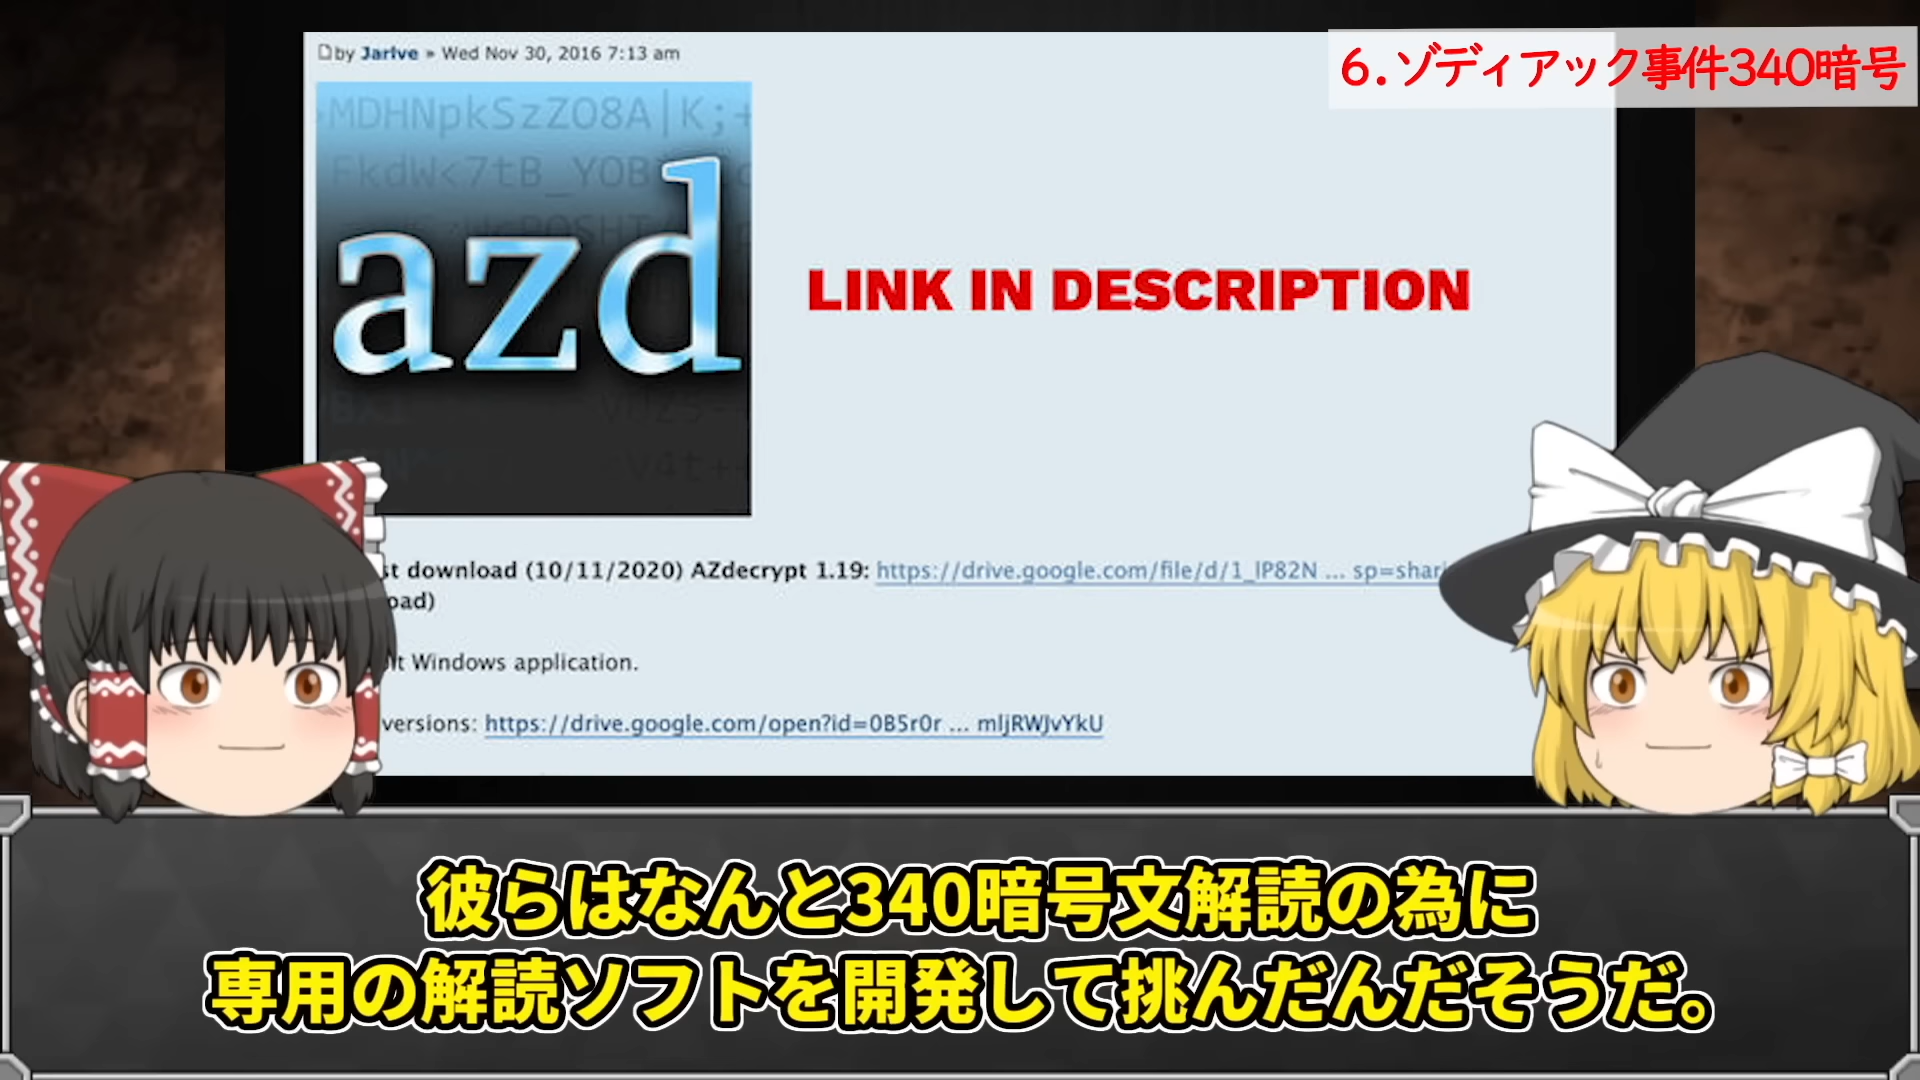 by Jarlve » Wed Nov 30, 2016 7:13 am
6.ゾディアック事件340暗号
MDHNpkSzZO8A|K;+
FkdWk7tB_YOB
azd
LINK IN DESCRIPTION
download (10/11/2020) AZdecrypt 1.19: https://drive.google.com/file/d/1_lP82N ... sp=shar
oad)
Windows application.
versions: https://drive.google.com/open?id=0B5r0r ... mljRWJvYkU
彼らはなんと340暗号文解読の為に
専用の解読ソフトを開発して挑んだんだそうだ。